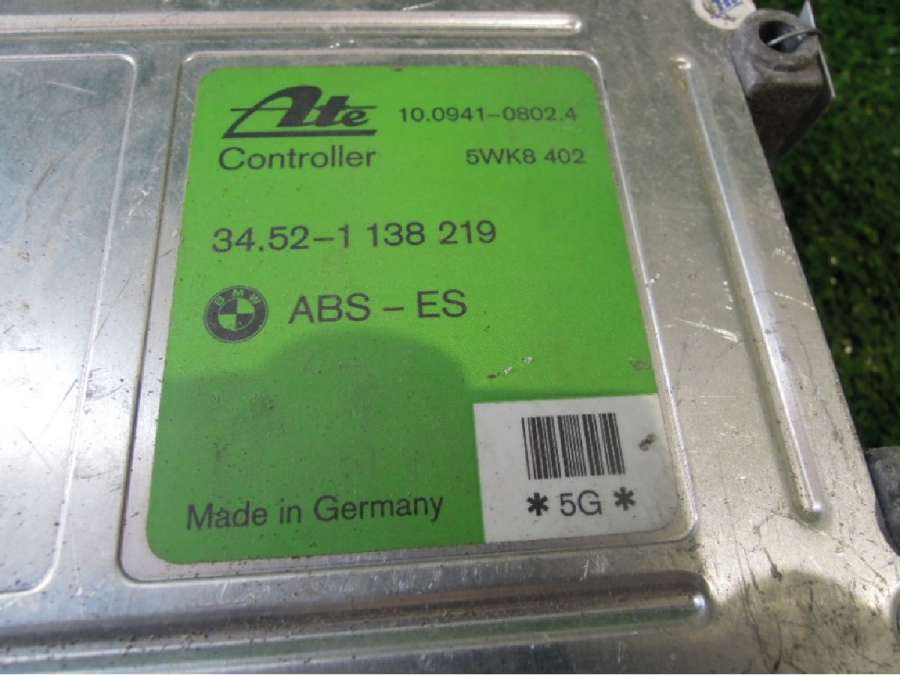 Ate 10.0941-0802.4
Controller 5WK8 402
34.52-1 138 219
BMW ABS - ES
* 5G *
Made in Germany